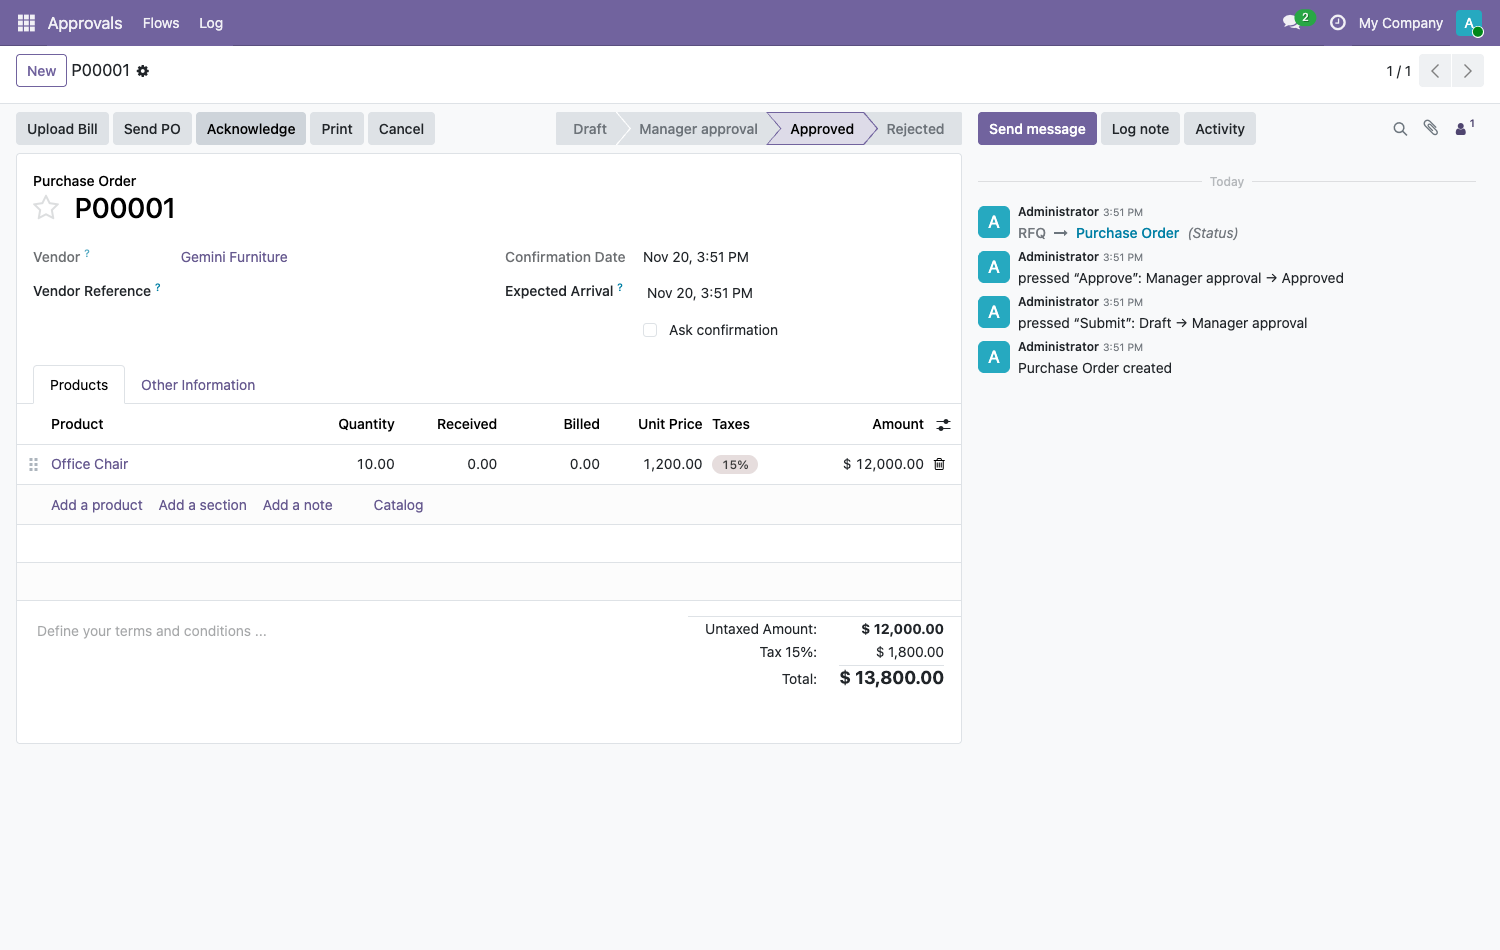 Approvals Flows Log 2 My Company A
New P00001 1 / 1
Upload Bill Send PO Acknowledge Print Cancel Draft Manager approval Approved Rejected Send message Log note Activity 1
Purchase Order
P00001
Vendor ? Gemini Furniture Confirmation Date Nov 20, 3:51 PM
Vendor Reference ? Expected Arrival ? Nov 20, 3:51 PM
Ask confirmation
Products Other Information
Product Quantity Received Billed Unit Price Taxes Amount
Office Chair 10.00 0.00 0.00 1,200.00 15% $ 12,000.00
Add a product Add a section Add a note Catalog
Define your terms and conditions ...
Untaxed Amount: $ 12,000.00
Tax 15%: $ 1,800.00
Total: $ 13,800.00
Today
A Administrator 3:51 PM
RFQ → Purchase Order (Status)
A Administrator 3:51 PM
pressed “Approve”: Manager approval → Approved
A Administrator 3:51 PM
pressed “Submit”: Draft → Manager approval
A Administrator 3:51 PM
Purchase Order created